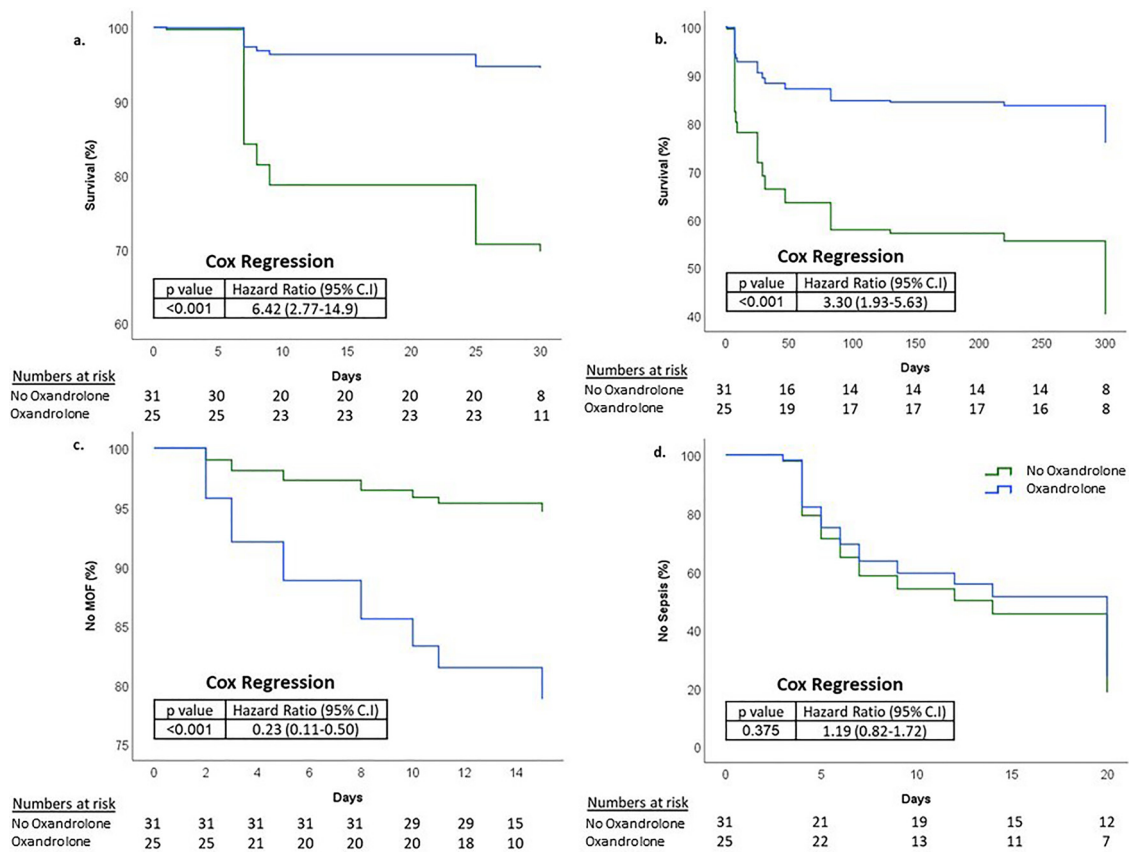 a.
100
90
80
70
60
Survival (%)
Cox Regression
p value Hazard Ratio (95% C.I)
<0.001 6.42 (2.77-14.9)
0 5 10 15 20 25 30
Days
Numbers at risk
No Oxandrolone 31 30 20 20 20 20 8
Oxandrolone 25 25 23 23 23 23 11
b.
100
90
80
70
60
50
40
Survival (%)
Cox Regression
p value Hazard Ratio (95% C.I)
<0.001 3.30 (1.93-5.63)
0 50 100 150 200 250 300
Days
Numbers at risk
No Oxandrolone 31 16 14 14 14 14 8
Oxandrolone 25 19 17 17 17 16 8
c.
100
95
90
85
80
75
No MOF (%)
Cox Regression
p value Hazard Ratio (95% C.I)
<0.001 0.23 (0.11-0.50)
0 2 4 6 8 10 12 14
Days
Numbers at risk
No Oxandrolone 31 31 31 31 31 29 29 15
Oxandrolone 25 25 21 20 20 20 18 10
d.
100
80
60
40
20
0
No Sepsis (%)
No Oxandrolone
Oxandrolone
Cox Regression
p value Hazard Ratio (95% C.I)
0.375 1.19 (0.82-1.72)
0 5 10 15 20
Days
Numbers at risk
No Oxandrolone 31 21 19 15 12
Oxandrolone 25 22 13 11 7